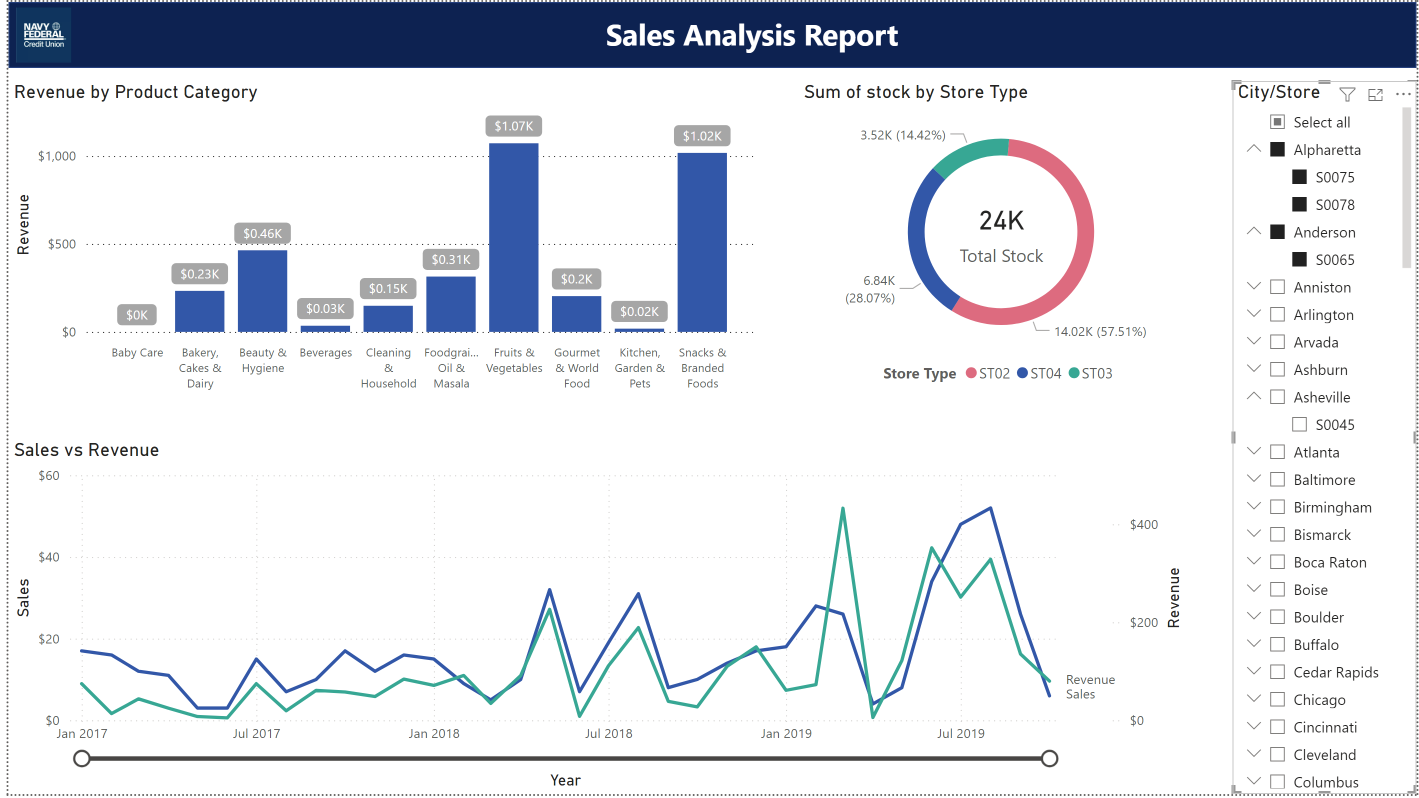 NAVY
FEDERAL
Credit Union
Sales Analysis Report
Revenue by Product Category
Revenue
$1,000
$500
$0
$0K
$0.23K
$0.46K
$0.03K
$0.15K
$0.31K
$1.07K
$0.2K
$0.02K
$1.02K
Baby Care
Bakery,
Cakes &
Dairy
Beauty &
Hygiene
Beverages
Cleaning
&
Household
Foodgrai...
Oil &
Masala
Fruits &
Vegetables
Gourmet
& World
Food
Kitchen,
Garden &
Pets
Snacks &
Branded
Foods
Sum of stock by Store Type
3.52K (14.42%)
24K
Total Stock
6.84K
(28.07%)
14.02K (57.51%)
Store Type ST02 ST04 ST03
Sales vs Revenue
Sales
$60
$40
$20
$0
Revenue
$400
$200
$0
Revenue
Sales
Jan 2017
Jul 2017
Jan 2018
Jul 2018
Jan 2019
Jul 2019
Year
City/Store
Select all
Alpharetta
S0075
S0078
Anderson
S0065
Anniston
Arlington
Arvada
Ashburn
Asheville
S0045
Atlanta
Baltimore
Birmingham
Bismarck
Boca Raton
Boise
Boulder
Buffalo
Cedar Rapids
Chicago
Cincinnati
Cleveland
Columbus